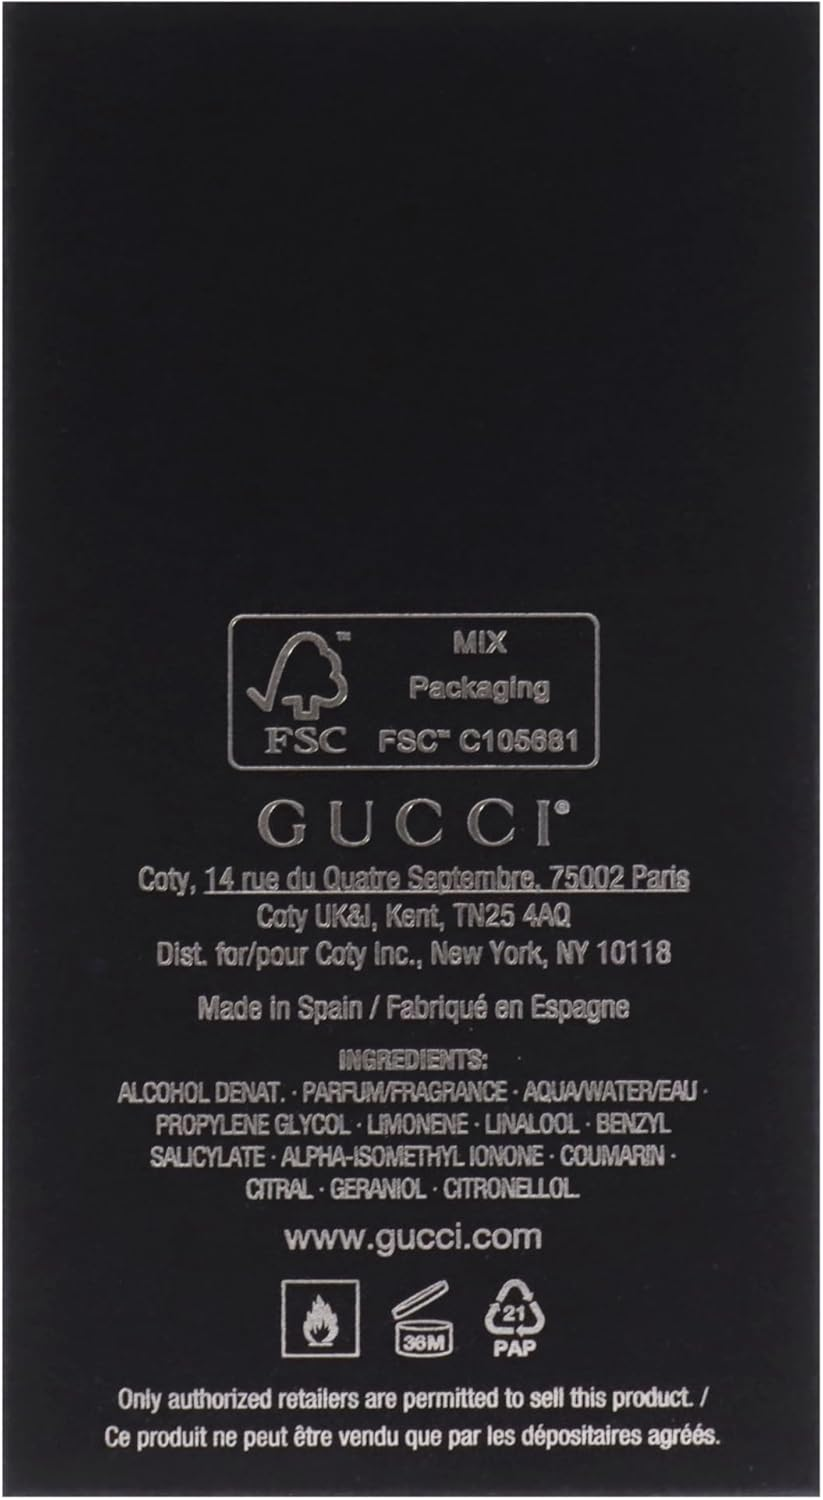 MIX
Packaging
FSC™ C105681
™
FSC
GUCCI®
Coty, 14 rue du Quatre Septembre, 75002 Paris
Coty UK&I, Kent, TN25 4AQ
Dist. for/pour Coty Inc., New York, NY 10118
Made in Spain / Fabriqué en Espagne
INGREDIENTS:
ALCOHOL DENAT. · PARFUM/FRAGRANCE · AQUA/WATER/EAU ·
PROPYLENE GLYCOL · LIMONENE · LINALOOL · BENZYL
SALICYLATE · ALPHA-ISOMETHYL IONONE · COUMARIN ·
CITRAL · GERANIOL · CITRONELLOL.
www.gucci.com
36M
21
PAP
Only authorized retailers are permitted to sell this product. /
Ce produit ne peut être vendu que par les dépositaires agréés.